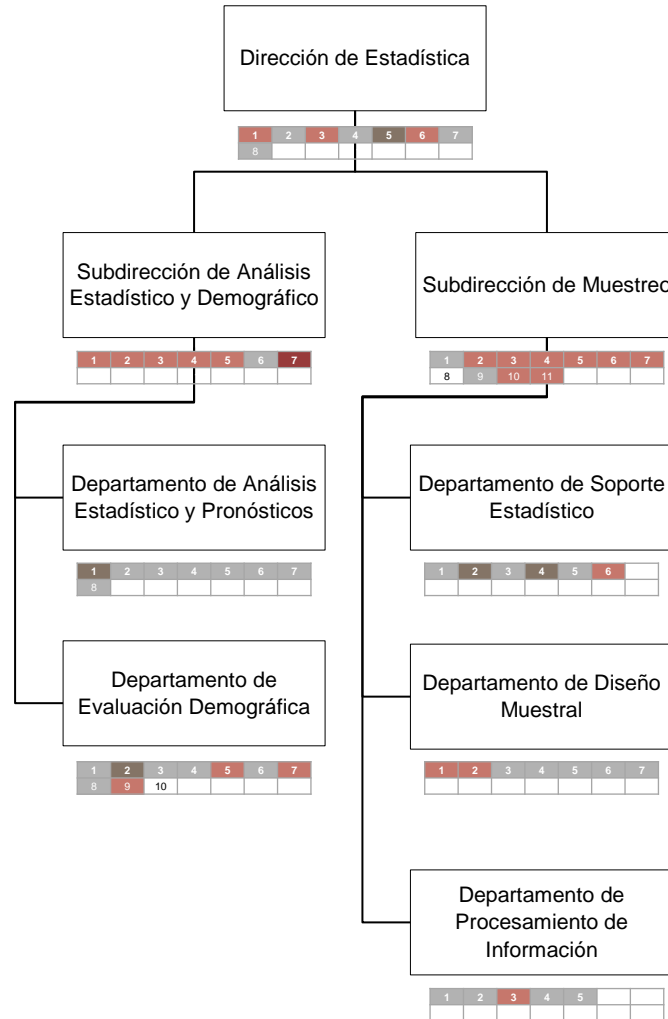 Dirección de Estadística
1 2 3 4 5 6 7
8
Subdirección de Análisis
Estadístico y Demográfico
1 2 3 4 5 6 7
Subdirección de Muestreo
1 2 3 4 5 6 7
8 9 10 11
Departamento de Análisis
Estadístico y Pronósticos
1 2 3 4 5 6 7
8
Departamento de Soporte
Estadístico
1 2 3 4 5 6
Departamento de
Evaluación Demográfica
1 2 3 4 5 6 7
8 9 10
Departamento de Diseño
Muestral
1 2 3 4 5 6 7
Departamento de
Procesamiento de
Información
1 2 3 4 5